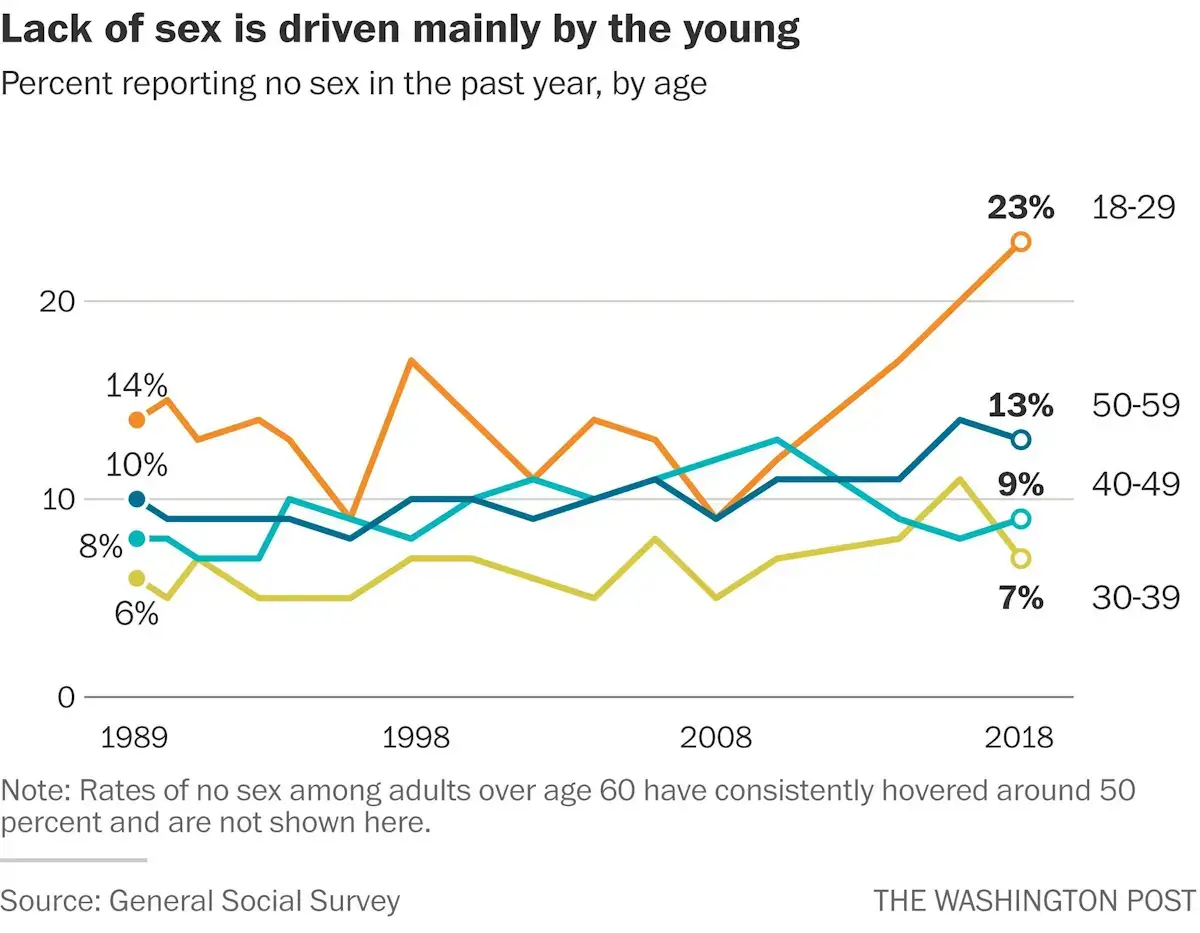 Lack of sex is driven mainly by the young
Percent reporting no sex in the past year, by age
23% 18-29
20
14%
13% 50-59
10%
10
9% 40-49
8%
6%
7% 30-39
0
1989 1998 2008 2018
Note: Rates of no sex among adults over age 60 have consistently hovered around 50
percent and are not shown here.
Source: General Social Survey
THE WASHINGTON POST